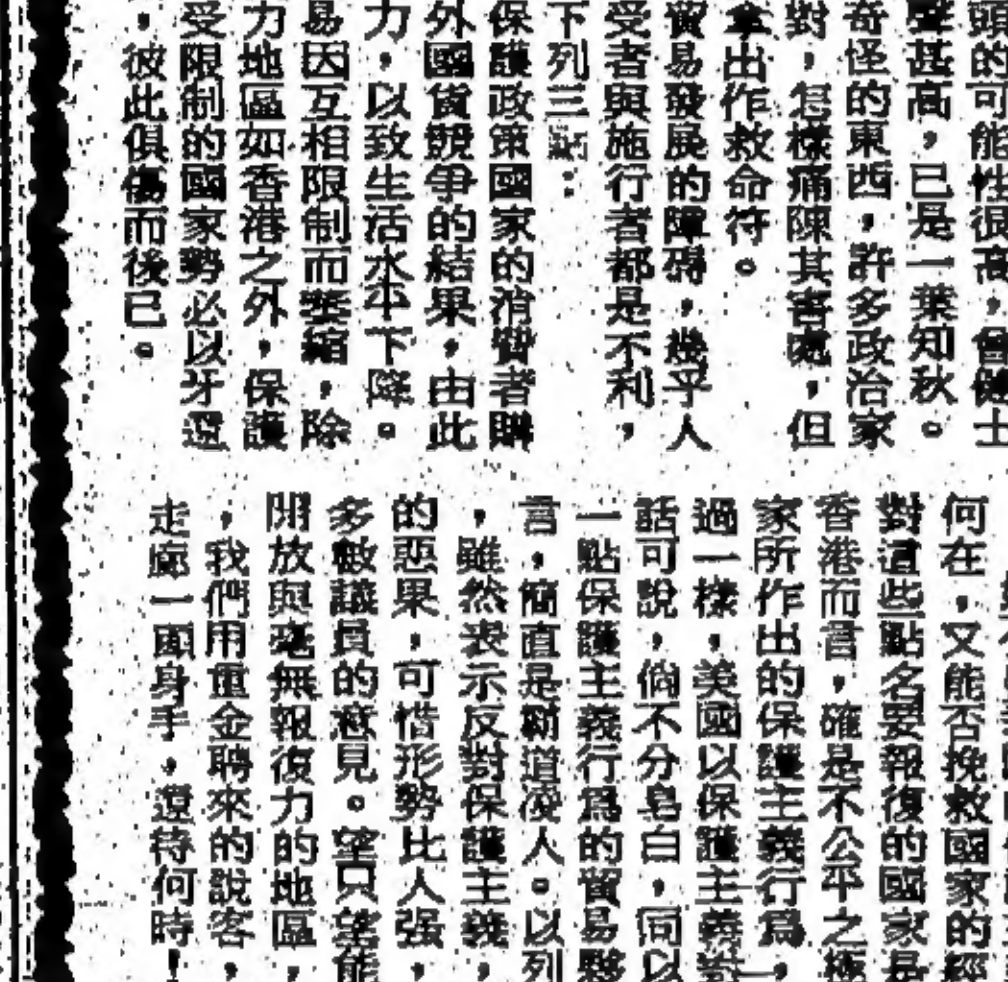 頭的可能性很高，曾健士
聲甚高，已是一葉知秋。
奇怪的東西，許多政治家
對，怎樣痛陳其害處，但
拿出作救命符。
貿易發展的障碍，幾乎人
受者與施行者都是不利，
下列三點：
保護政策國家的消費者購
外國貨競爭的結果，由此
力，以致生活水平下降。
易因互相限制而萎縮，除
力地區如香港之外，保護
受限制的國家勢必以牙還
，彼此俱傷而後已。
何在，又能否挽救國家的經
對這些點名要報復的國家是
香港而言，確是不公平之極
家所作出的保護主義行爲，
過一樣，美國以保護主義對
話可說，倘不分皂白，同以
一點保護主義行爲的貿易夥
言，簡直是霸道凌人。以列
，雖然表示反對保護主義，
的惡果，可惜形勢比人强，
多數議員的意見。望只望能
開放與毫無報復力的地區，
，我們用重金聘來的說客，
走廊一顯身手，還待何時！